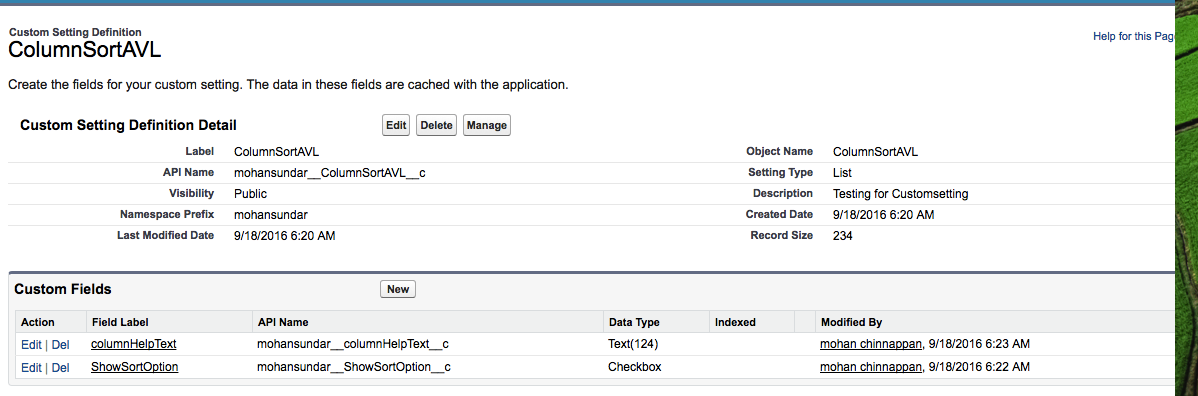 Custom Setting Definition
ColumnSortAVL
Help for this Pag
Create the fields for your custom setting. The data in these fields are cached with the application.
Custom Setting Definition Detail Edit Delete Manage
Label ColumnSortAVL Object Name ColumnSortAVL
API Name mohansundar__ColumnSortAVL__c Setting Type List
Visibility Public Description Testing for Customsetting
Namespace Prefix mohansundar Created Date 9/18/2016 6:20 AM
Last Modified Date 9/18/2016 6:20 AM Record Size 234
Custom Fields New
Action Field Label API Name Data Type Indexed Modified By
Edit | Del columnHelpText mohansundar__columnHelpText__c Text(124) mohan chinnappan, 9/18/2016 6:23 AM
Edit | Del ShowSortOption mohansundar__ShowSortOption__c Checkbox mohan chinnappan, 9/18/2016 6:22 AM